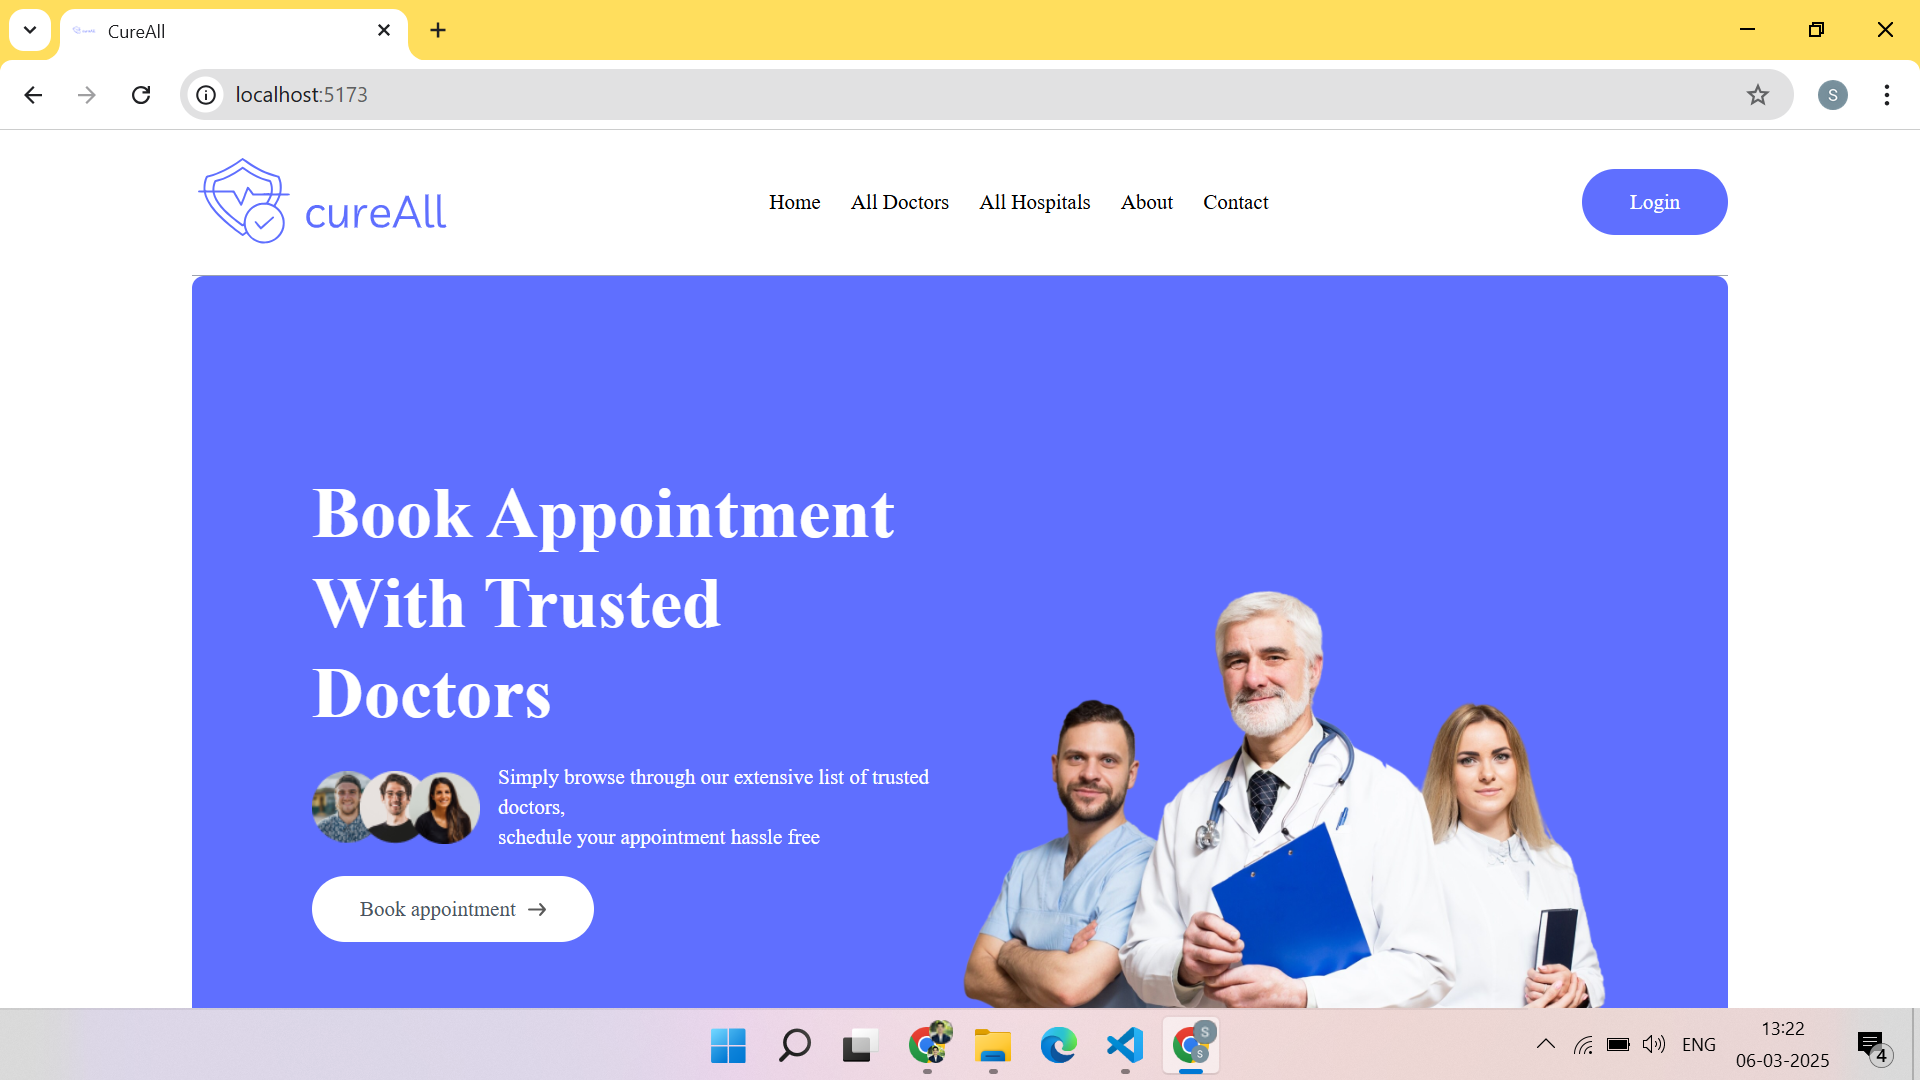 CureAll
localhost:5173
S
cureAll
Home All Doctors All Hospitals About Contact
Login
Book Appointment
With Trusted
Doctors
Simply browse through our extensive list of trusted
doctors,
schedule your appointment hassle free
Book appointment
S
S
ENG
13:22
06-03-2025
4